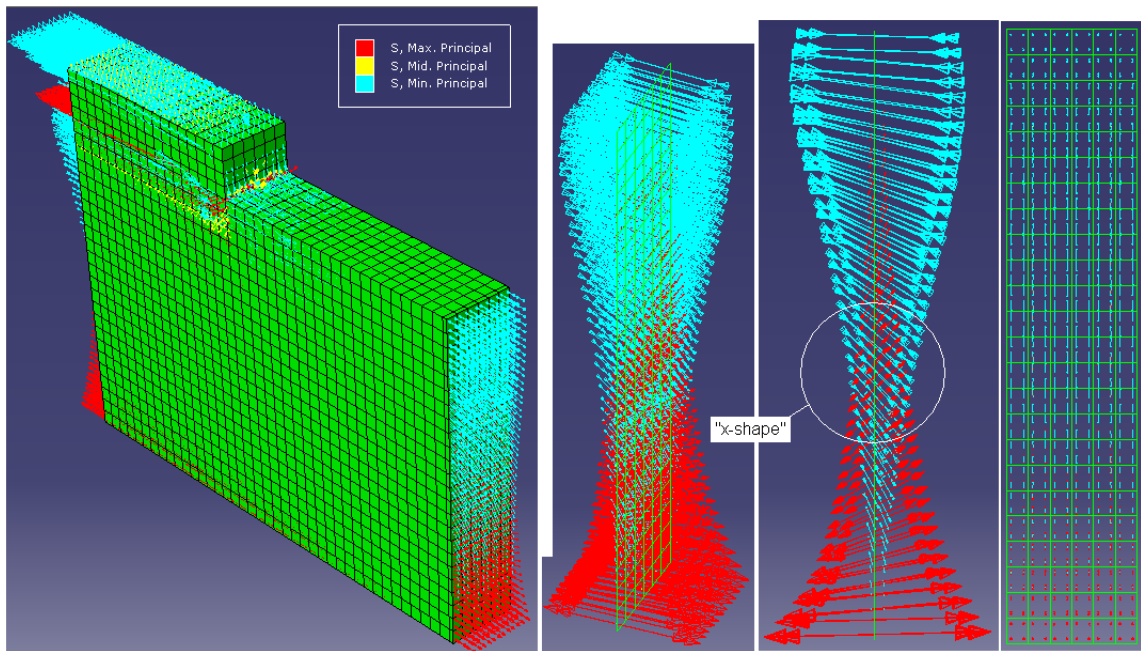 S, Max. Principal
S, Mid. Principal
S, Min. Principal
"x-shape"